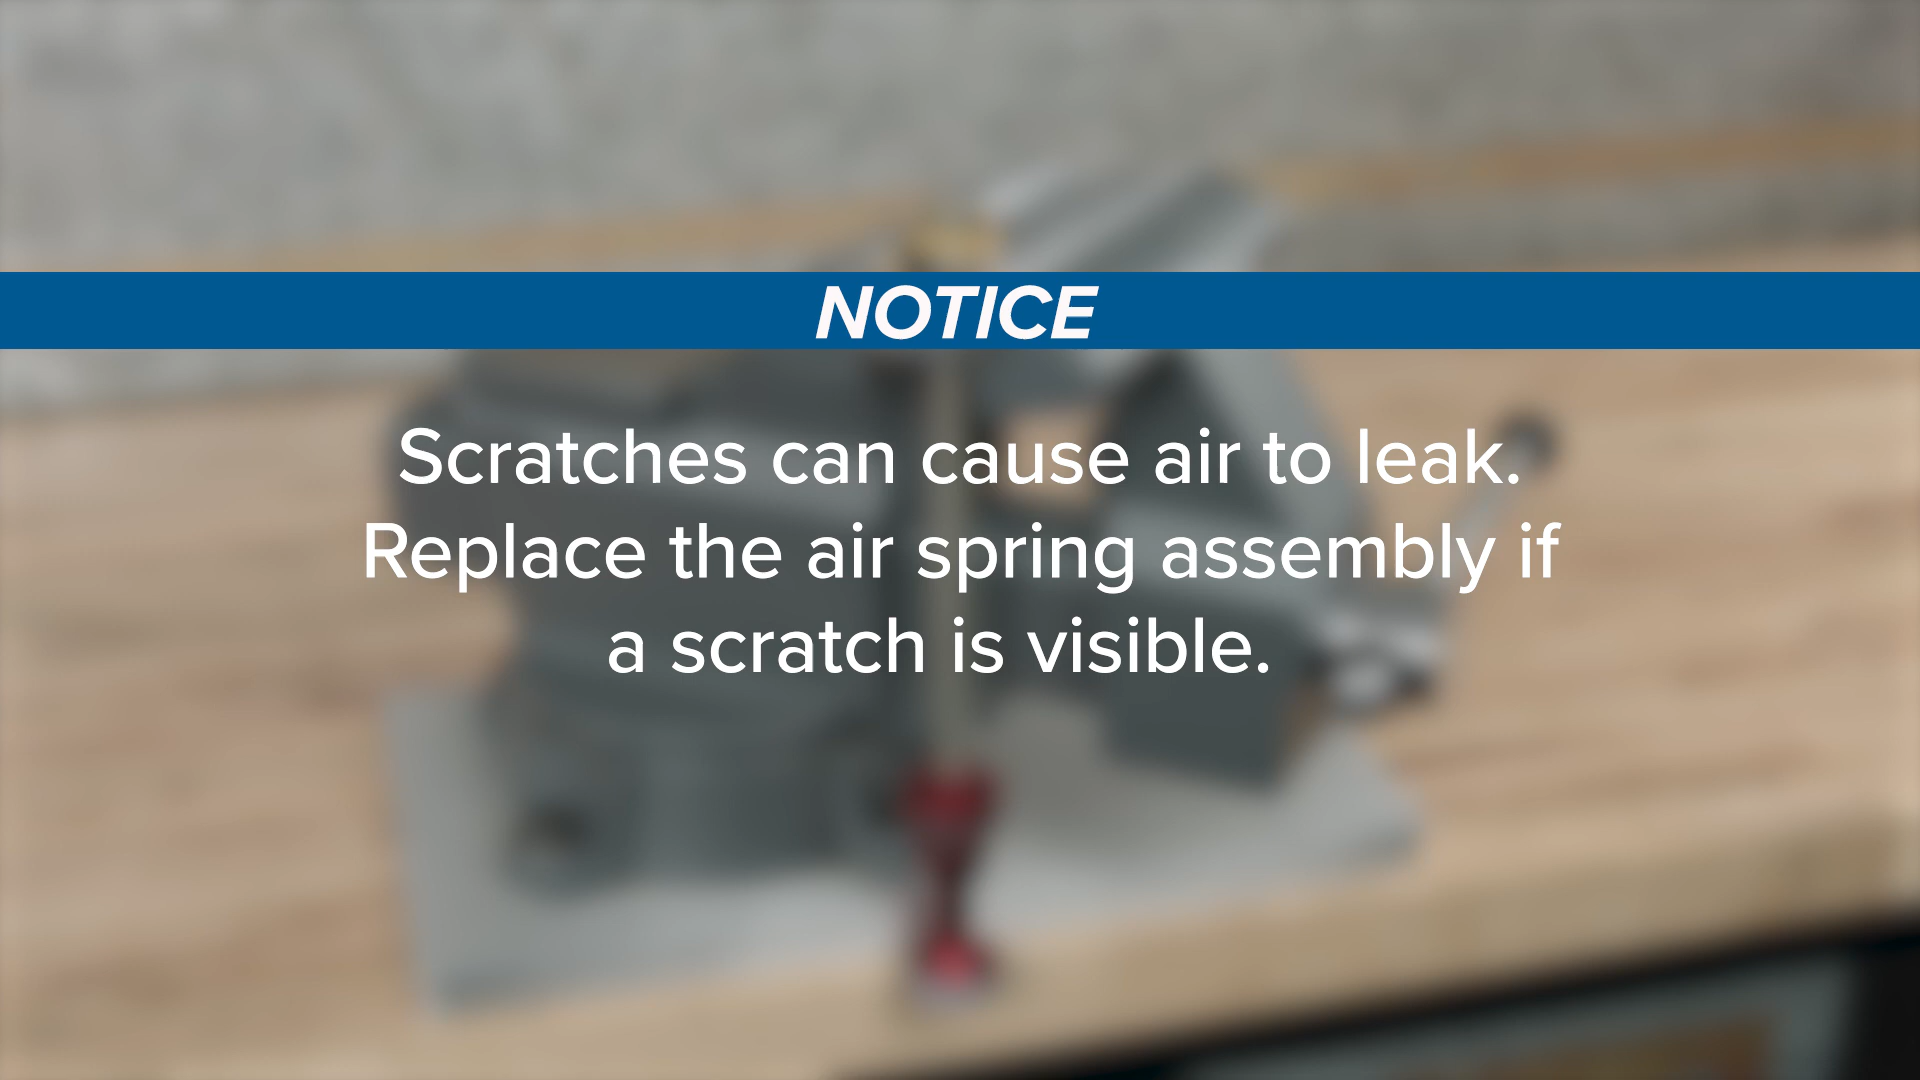 NOTICE
Scratches can cause air to leak.
Replace the air spring assembly if
a scratch is visible.